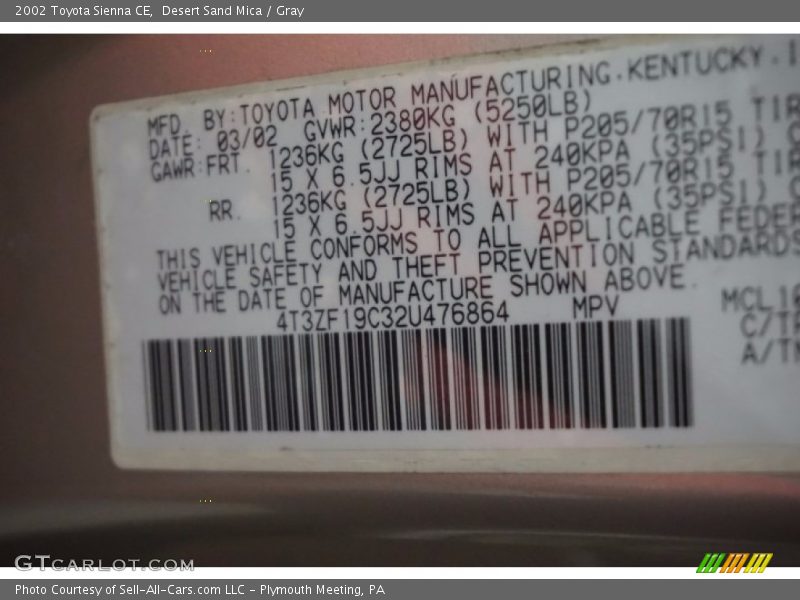 2002 Toyota Sienna CE, Desert Sand Mica / Gray
MFD. BY:TOYOTA MOTOR MANUFACTURING.KENTUCKY.
DATE: 03/02 GVWR:2380KG (5250LB)
GAWR:FRT. 1236KG (2725LB) WITH P205/70R15
15 X 6.5JJ RIMS AT 240KPA (35PSI)
RR. 1236KG (2725LB) WITH P205/70R15
15 X 6.5JJ RIMS AT 240KPA (35PSI)
THIS VEHICLE CONFORMS TO ALL APPLICABLE
VEHICLE SAFETY AND THEFT PREVENTION STANDARDS
ON THE DATE OF MANUFACTURE SHOWN ABOVE.
4T3ZF19C32U476864 MPV
GTcarlot.com
Photo Courtesy of Sell-All-Cars.com LLC - Plymouth Meeting, PA